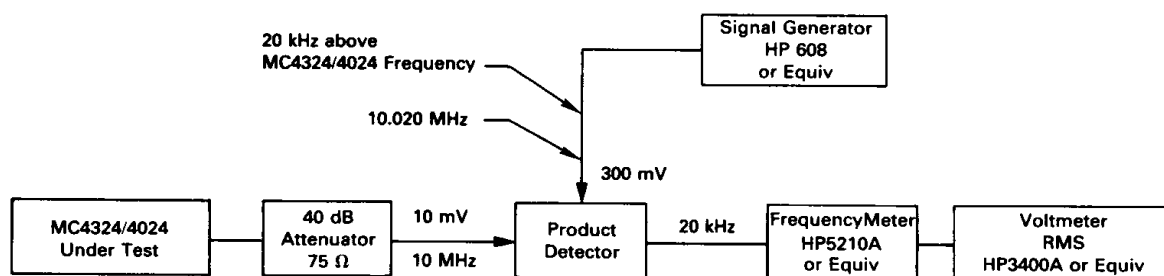 Signal Generator
HP 608
or Equiv
20 kHz above
MC4324/4024 Frequency
10.020 MHz
300 mV
MC4324/4024
Under Test
40 dB
Attenuator
75 Ω
10 mV
10 MHz
Product
Detector
20 kHz
FrequencyMeter
HP5210A
or Equiv
Voltmeter
RMS
HP3400A or Equiv